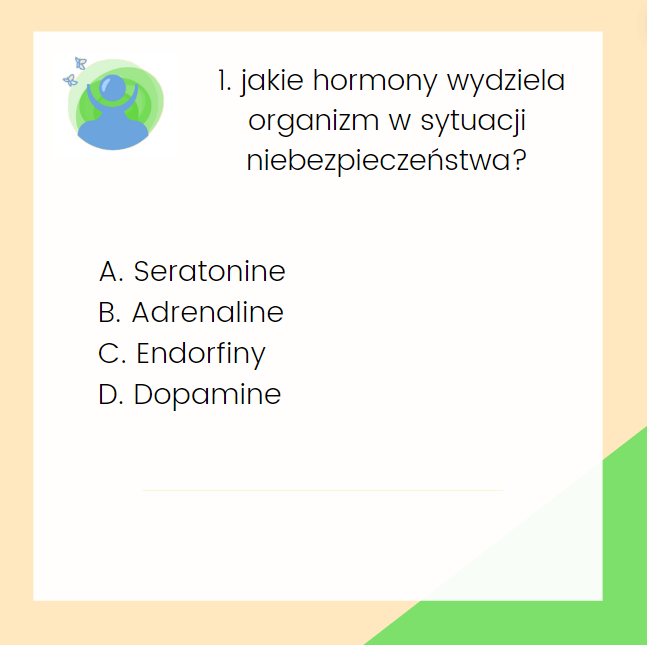 1. jakie hormony wydziela
organizm w sytuacji
niebezpieczeństwa?
A. Seratonine
B. Adrenaline
C. Endorfiny
D. Dopamine